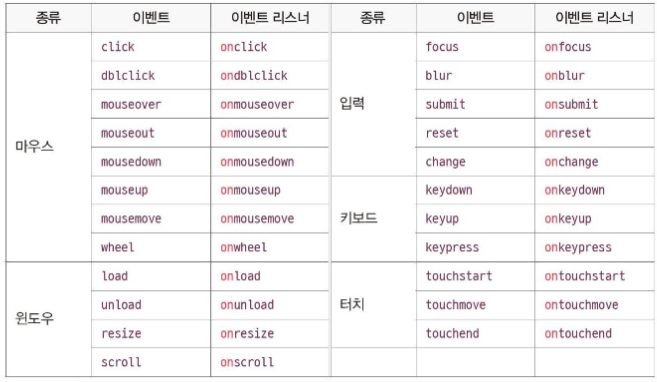 종류 이벤트 이벤트 리스너 종류 이벤트 이벤트 리스너
마우스 click onclick 입력 focus onfocus
dblclick ondblclick blur onblur
mouseover onmouseover submit onsubmit
mouseout onmouseout reset onreset
mousedown onmousedown change onchange
mouseup onmouseup 키보드 keydown onkeydown
mousemove onmousemove keyup onkeyup
wheel onwheel keypress onkeypress
윈도우 load onload 터치 touchstart ontouchstart
unload onunload touchmove ontouchmove
resize onresize touchend ontouchend
scroll onscroll